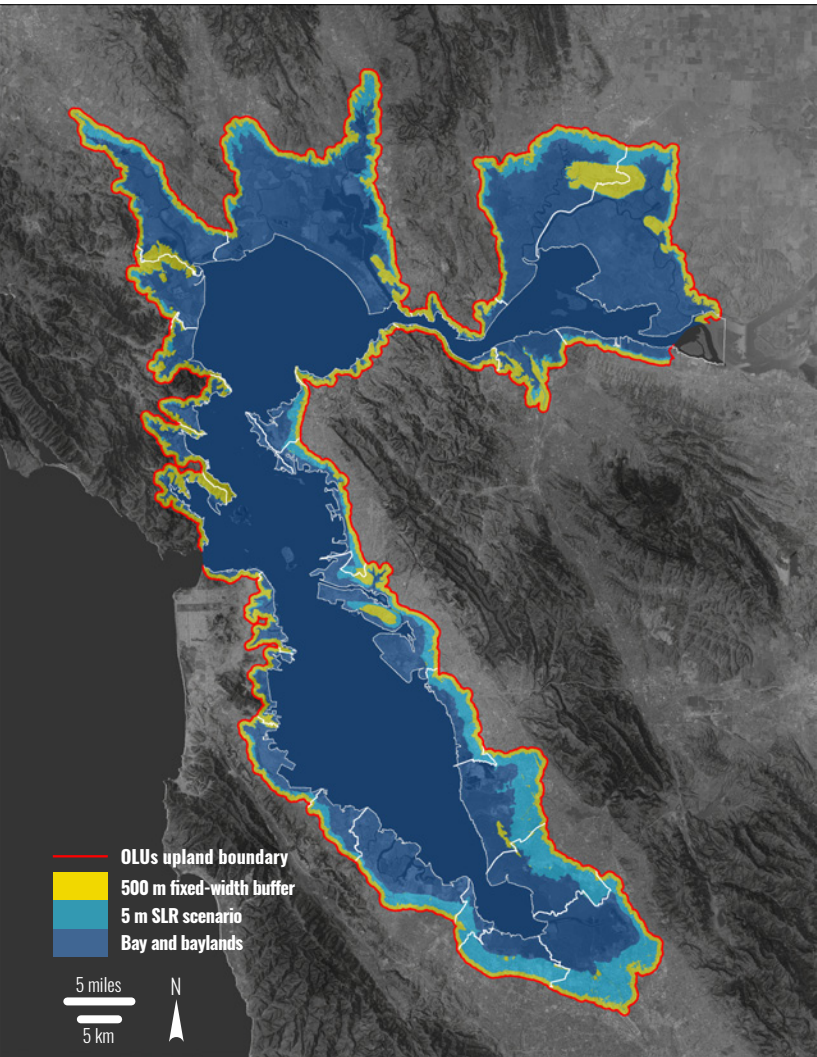 OLUs upland boundary
500 m fixed-width buffer
5 m SLR scenario
Bay and baylands
5 miles
N
5 km